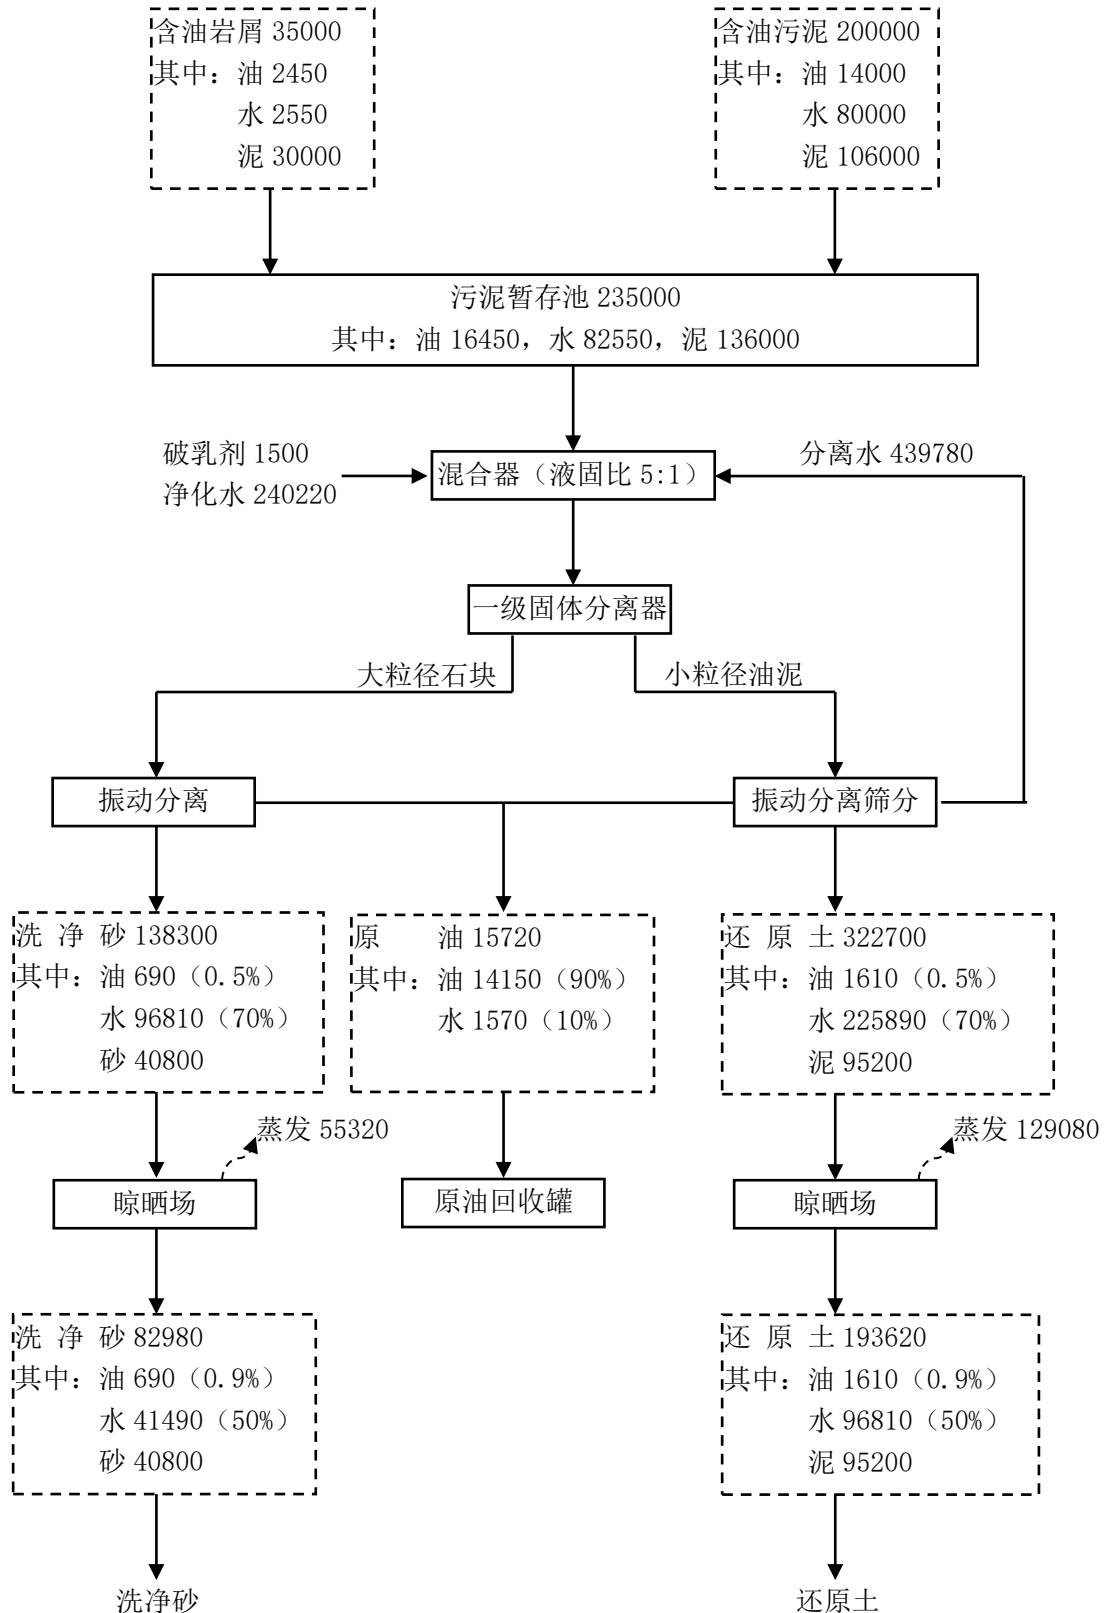 含油岩屑 35000
其中：油 2450
水 2550
泥 30000
含油污泥 200000
其中：油 14000
水 80000
泥 106000
污泥暂存池 235000
其中：油 16450，水 82550，泥 136000
破乳剂 1500
净化水 240220
混合器（液固比 5:1）
分离水 439780
一级固体分离器
大粒径石块
小粒径油泥
振动分离
振动分离筛分
洗 净 砂 138300
其中：油 690（0.5%）
水 96810（70%）
砂 40800
原 油 15720
其中：油 14150（90%）
水 1570（10%）
还 原 土 322700
其中：油 1610（0.5%）
水 225890（70%）
泥 95200
蒸发 55320
蒸发 129080
晾晒场
原油回收罐
晾晒场
洗 净 砂 82980
其中：油 690（0.9%）
水 41490（50%）
砂 40800
还 原 土 193620
其中：油 1610（0.9%）
水 96810（50%）
泥 95200
洗净砂
还原土